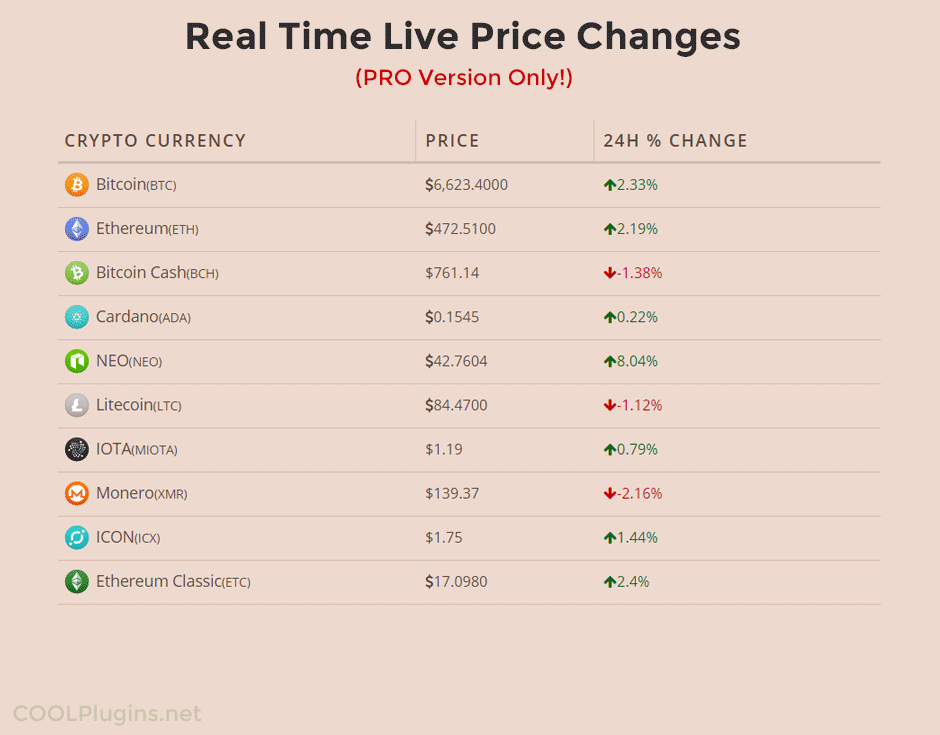 Real Time Live Price Changes
(PRO Version Only!)
CRYPTO CURRENCY PRICE 24H % CHANGE
Bitcoin(BTC) $6,623.4000 2.33%
Ethereum(ETH) $472.5100 2.19%
Bitcoin Cash(BCH) $761.14 -1.38%
Cardano(ADA) $0.1545 0.22%
NEO(NEO) $42.7604 8.04%
Litecoin(LTC) $84.4700 -1.12%
IOTA(MIOTA) $1.19 0.79%
Monero(XMR) $139.37 -2.16%
ICON(ICX) $1.75 1.44%
Ethereum Classic(ETC) $17.0980 2.4%
COOLPlugins.net